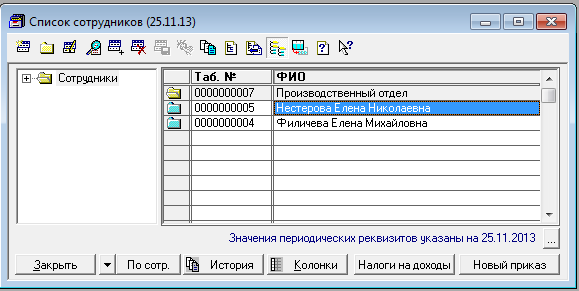 Список сотрудников (25.11.13)
Сотрудники
Таб. № ФИО
0000000007 Производственный отдел
0000000005 Нестерова Елена Николаевна
0000000004 Филичева Елена Михайловна
Значения периодических реквизитов указаны на 25.11.2013 ...
Закрыть По сотр. История Колонки Налоги на доходы Новый приказ